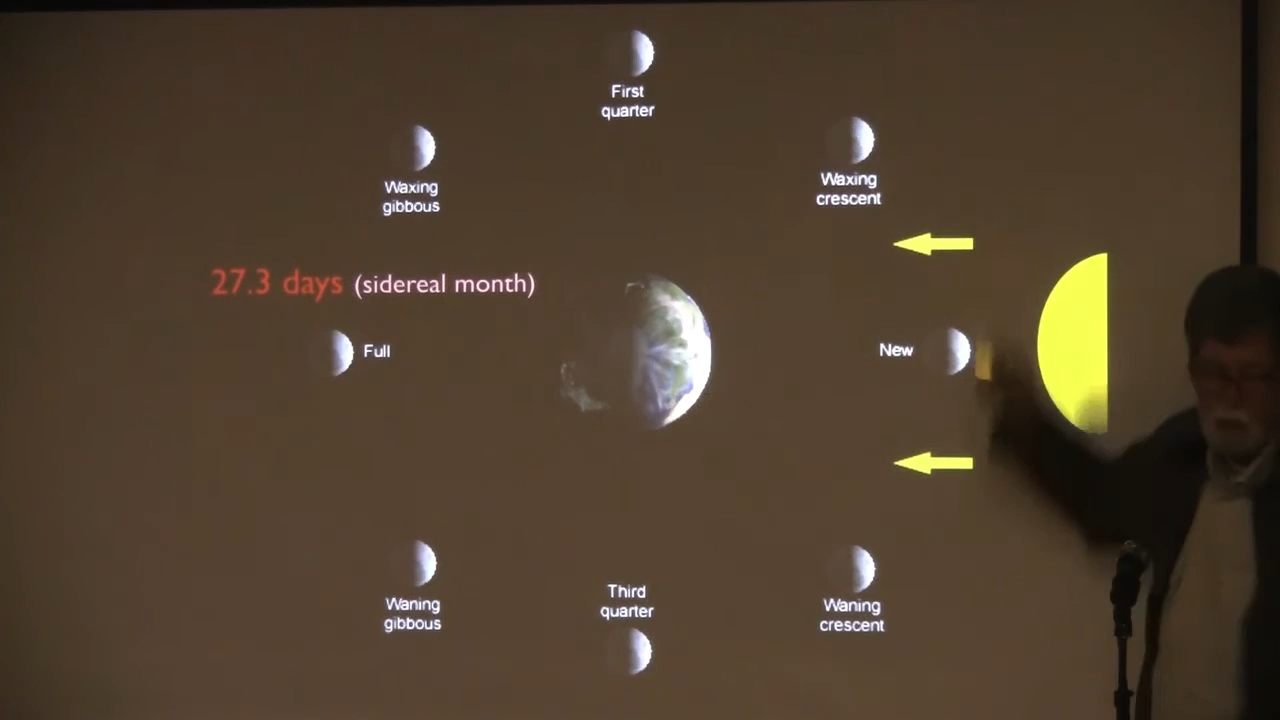 First
quarter
Waxing
gibbous
Waxing
crescent
27.3 days (sidereal month)
Full
New
Waning
gibbous
Third
quarter
Waning
crescent